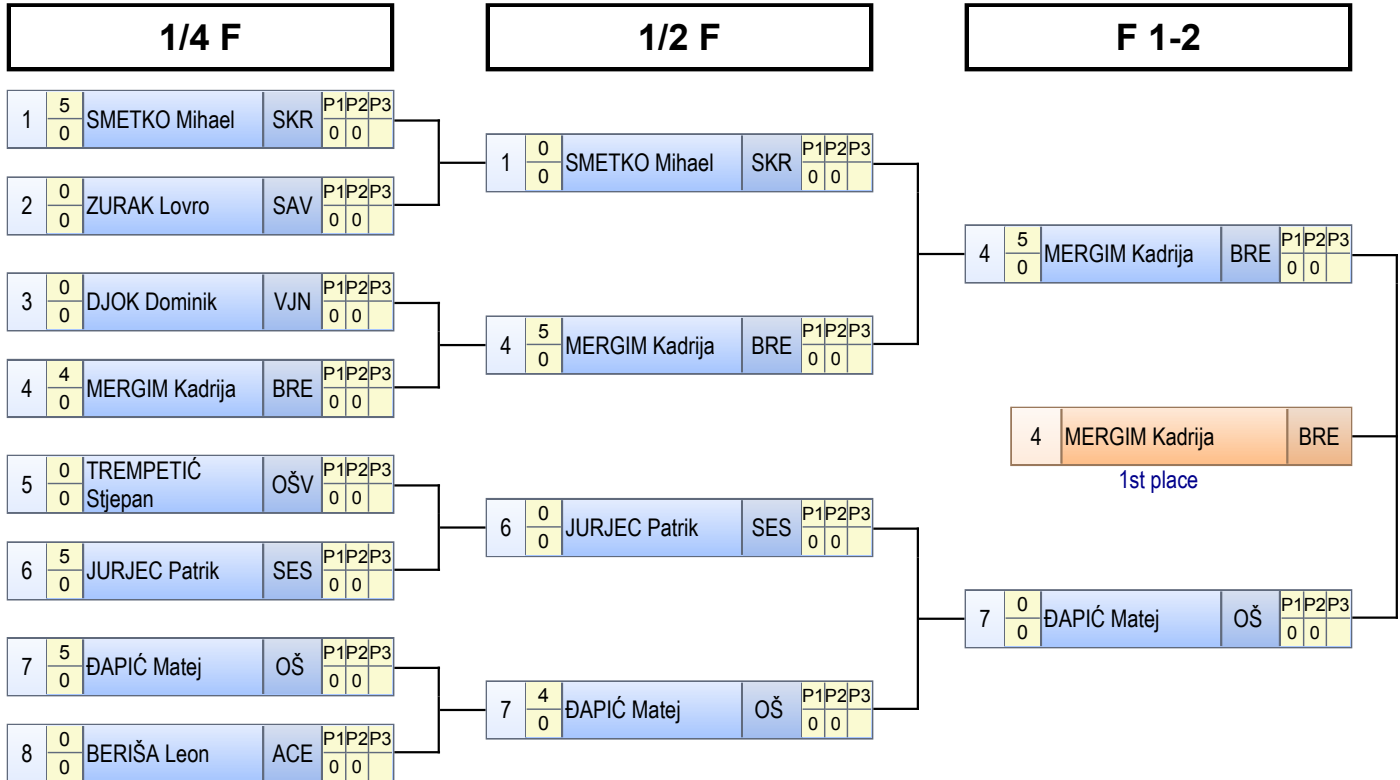 1/4 F
1/2 F
F 1-2
1 5 0 SMETKO Mihael SKR P1 P2 P3 0 0
2 0 0 ZURAK Lovro SAV P1 P2 P3 0 0
3 0 0 DJOK Dominik VJN P1 P2 P3 0 0
4 4 0 MERGIM Kadrija BRE P1 P2 P3 0 0
5 0 0 TREMPETIĆ
Stjepan OŠV P1 P2 P3 0 0
6 5 0 JURJEC Patrik SES P1 P2 P3 0 0
7 5 0 ĐAPIĆ Matej OŠ P1 P2 P3 0 0
8 0 0 BERIŠA Leon ACE P1 P2 P3 0 0
1 0 0 SMETKO Mihael SKR P1 P2 P3 0 0
4 5 0 MERGIM Kadrija BRE P1 P2 P3 0 0
6 0 0 JURJEC Patrik SES P1 P2 P3 0 0
7 4 0 ĐAPIĆ Matej OŠ P1 P2 P3 0 0
4 5 0 MERGIM Kadrija BRE P1 P2 P3 0 0
4 MERGIM Kadrija BRE
1st place
7 0 0 ĐAPIĆ Matej OŠ P1 P2 P3 0 0